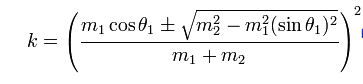 k = \left( \frac{m_1 \cos\theta_1 \pm \sqrt{m_2^2 - m_1^2 (\sin\theta_1)^2}}{m_1 + m_2} \right)^2